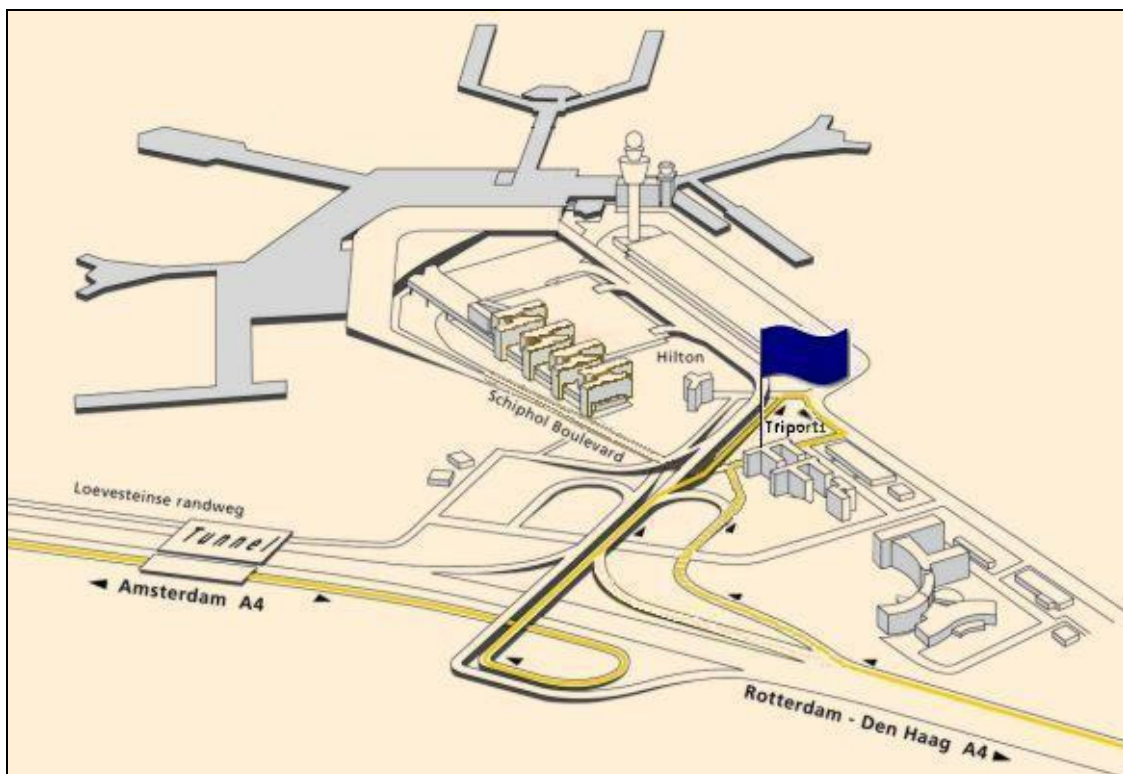 Hilton
Triport1
Schiphol Boulevard
Loevesteinse randweg
Tunnel
Amsterdam A4
Rotterdam - Den Haag A4